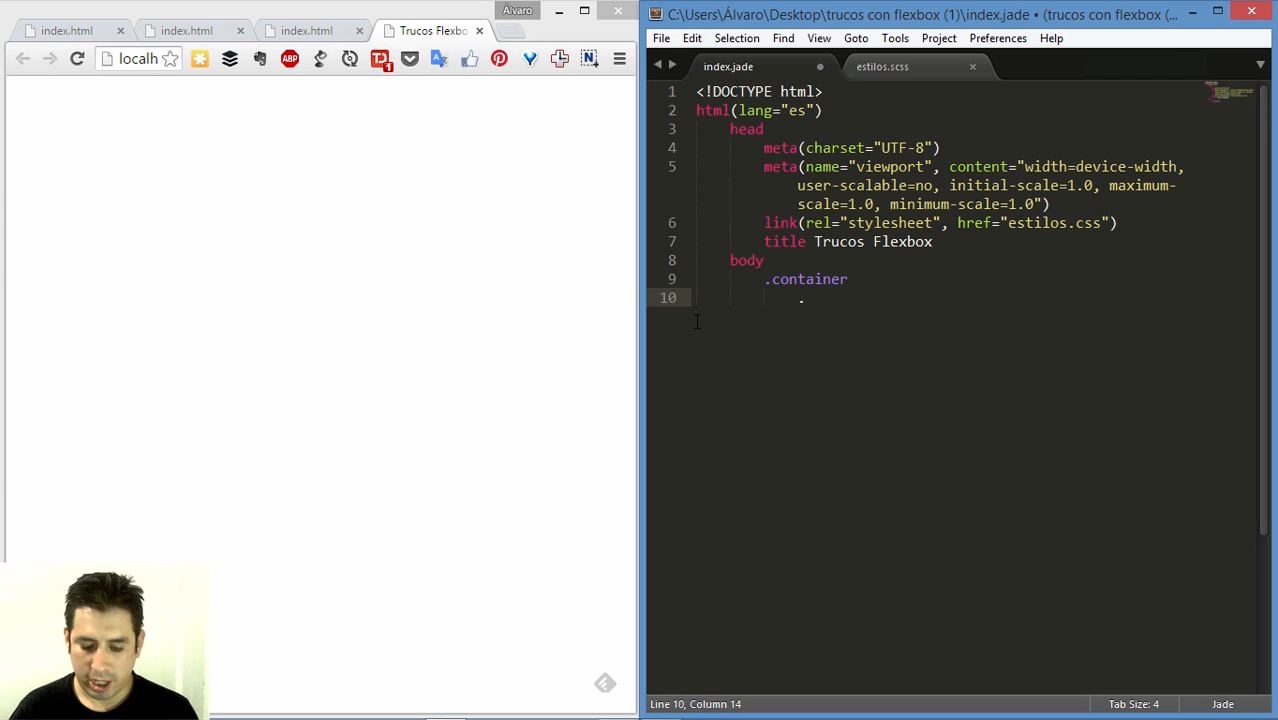 Álvaro
index.html
index.html
index.html
Trucos Flexbo
localh
ABP
1
N
C:\Users\Álvaro\Desktop\trucos con flexbox (1)\index.jade • (trucos con flexbox (...
File Edit Selection Find View Goto Tools Project Preferences Help
index.jade
estilos.scss
1 <!DOCTYPE html>
2 html(lang="es")
3 head
4 meta(charset="UTF-8")
5 meta(name="viewport", content="width=device-width,
user-scalable=no, initial-scale=1.0, maximum-
scale=1.0, minimum-scale=1.0")
6 link(rel="stylesheet", href="estilos.css")
7 title Trucos Flexbox
8 body
9 .container
10 .
Line 10, Column 14
Tab Size: 4
Jade